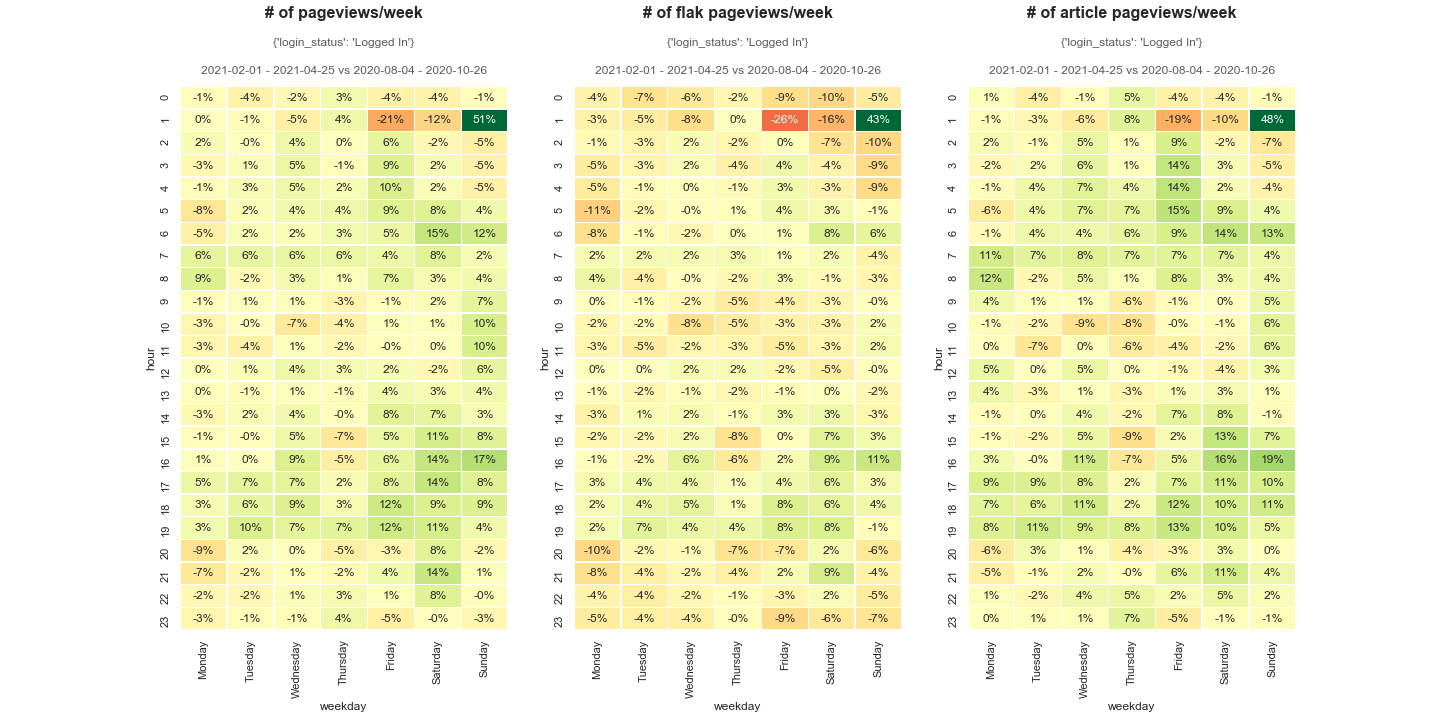 # of pageviews/week
{'login_status': 'Logged In'}
2021-02-01 - 2021-04-25 vs 2020-08-04 - 2020-10-26
0 -1% -4% -2% 3% -4% -4% -1%
1 0% -1% -5% 4% -21% -12% 51%
2 2% -0% 4% 0% 6% -2% -5%
3 -3% 1% 5% -1% 9% 2% -5%
4 -1% 3% 5% 2% 10% 2% -5%
5 -8% 2% 4% 4% 9% 8% 4%
6 -5% 2% 2% 3% 5% 15% 12%
7 6% 6% 6% 6% 4% 8% 2%
8 9% -2% 3% 1% 7% 3% 4%
9 -1% 1% 1% -3% -1% 2% 7%
10 -3% -0% -7% -4% 1% 1% 10%
11 -3% -4% 1% -2% -0% 0% 10%
hour
12 0% 1% 4% 3% 2% -2% 6%
13 0% -1% 1% -1% 4% 3% 4%
14 -3% 2% 4% -0% 8% 7% 3%
15 -1% -0% 5% -7% 5% 11% 8%
16 1% 0% 9% -5% 6% 14% 17%
17 5% 7% 7% 2% 8% 14% 8%
18 3% 6% 9% 3% 12% 9% 9%
19 3% 10% 7% 7% 12% 11% 4%
20 -9% 2% 0% -5% -3% 8% -2%
21 -7% -2% 1% -2% 4% 14% 1%
22 -2% -2% 1% 3% 1% 8% -0%
23 -3% -1% -1% 4% -5% -0% -3%
Monday Tuesday Wednesday Thursday Friday Saturday Sunday
weekday
# of flak pageviews/week
{'login_status': 'Logged In'}
2021-02-01 - 2021-04-25 vs 2020-08-04 - 2020-10-26
0 -4% -7% -6% -2% -9% -10% -5%
1 -3% -5% -8% 0% -26% -16% 43%
2 -1% -3% 2% -2% 0% -7% -10%
3 -5% -3% 2% -4% 4% -4% -9%
4 -5% -1% 0% -1% 3% -3% -9%
5 -11% -2% -0% 1% 4% 3% -1%
6 -8% -1% -2% 0% 1% 8% 6%
7 2% 2% 2% 3% 1% 2% -4%
8 4% -4% -0% -2% 3% -1% -3%
9 0% -1% -2% -5% -4% -3% -0%
10 -2% -2% -8% -5% -3% -3% 2%
11 -3% -5% -2% -3% -5% -3% 2%
hour
12 0% 0% 2% 2% -2% -5% -0%
13 -1% -2% -1% -2% -1% 0% -2%
14 -3% 1% 2% -1% 3% 3% -3%
15 -2% -2% 2% -8% 0% 7% 3%
16 -1% -2% 6% -6% 2% 9% 11%
17 3% 4% 4% 1% 4% 6% 3%
18 2% 4% 5% 1% 8% 6% 4%
19 2% 7% 4% 4% 8% 8% -1%
20 -10% -2% -1% -7% -7% 2% -6%
21 -8% -4% -2% -4% 2% 9% -4%
22 -4% -4% -2% -1% -3% 2% -5%
23 -5% -4% -4% -0% -9% -6% -7%
Monday Tuesday Wednesday Thursday Friday Saturday Sunday
weekday
# of article pageviews/week
{'login_status': 'Logged In'}
2021-02-01 - 2021-04-25 vs 2020-08-04 - 2020-10-26
0 1% -4% -1% 5% -4% -4% -1%
1 -1% -3% -6% 8% -19% -10% 48%
2 2% -1% 5% 1% 9% -2% -7%
3 -2% 2% 6% 1% 14% 3% -5%
4 -1% 4% 7% 4% 14% 2% -4%
5 -6% 4% 7% 7% 15% 9% 4%
6 -1% 4% 4% 6% 9% 14% 13%
7 11% 7% 8% 7% 7% 7% 4%
8 12% -2% 5% 1% 8% 3% 4%
9 4% 1% 1% -6% -1% 0% 5%
10 -1% -2% -9% -8% -0% -1% 6%
11 0% -7% 0% -6% -4% -2% 6%
hour
12 5% 0% 5% 0% -1% -4% 3%
13 4% -3% 1% -3% 1% 3% 1%
14 -1% 0% 4% -2% 7% 8% -1%
15 -1% -2% 5% -9% 2% 13% 7%
16 3% -0% 11% -7% 5% 16% 19%
17 9% 9% 8% 2% 7% 11% 10%
18 7% 6% 11% 2% 12% 10% 11%
19 8% 11% 9% 8% 13% 10% 5%
20 -6% 3% 1% -4% -3% 3% 0%
21 -5% -1% 2% -0% 6% 11% 4%
22 1% -2% 4% 5% 2% 5% 2%
23 0% 1% 1% 7% -5% -1% -1%
Monday Tuesday Wednesday Thursday Friday Saturday Sunday
weekday